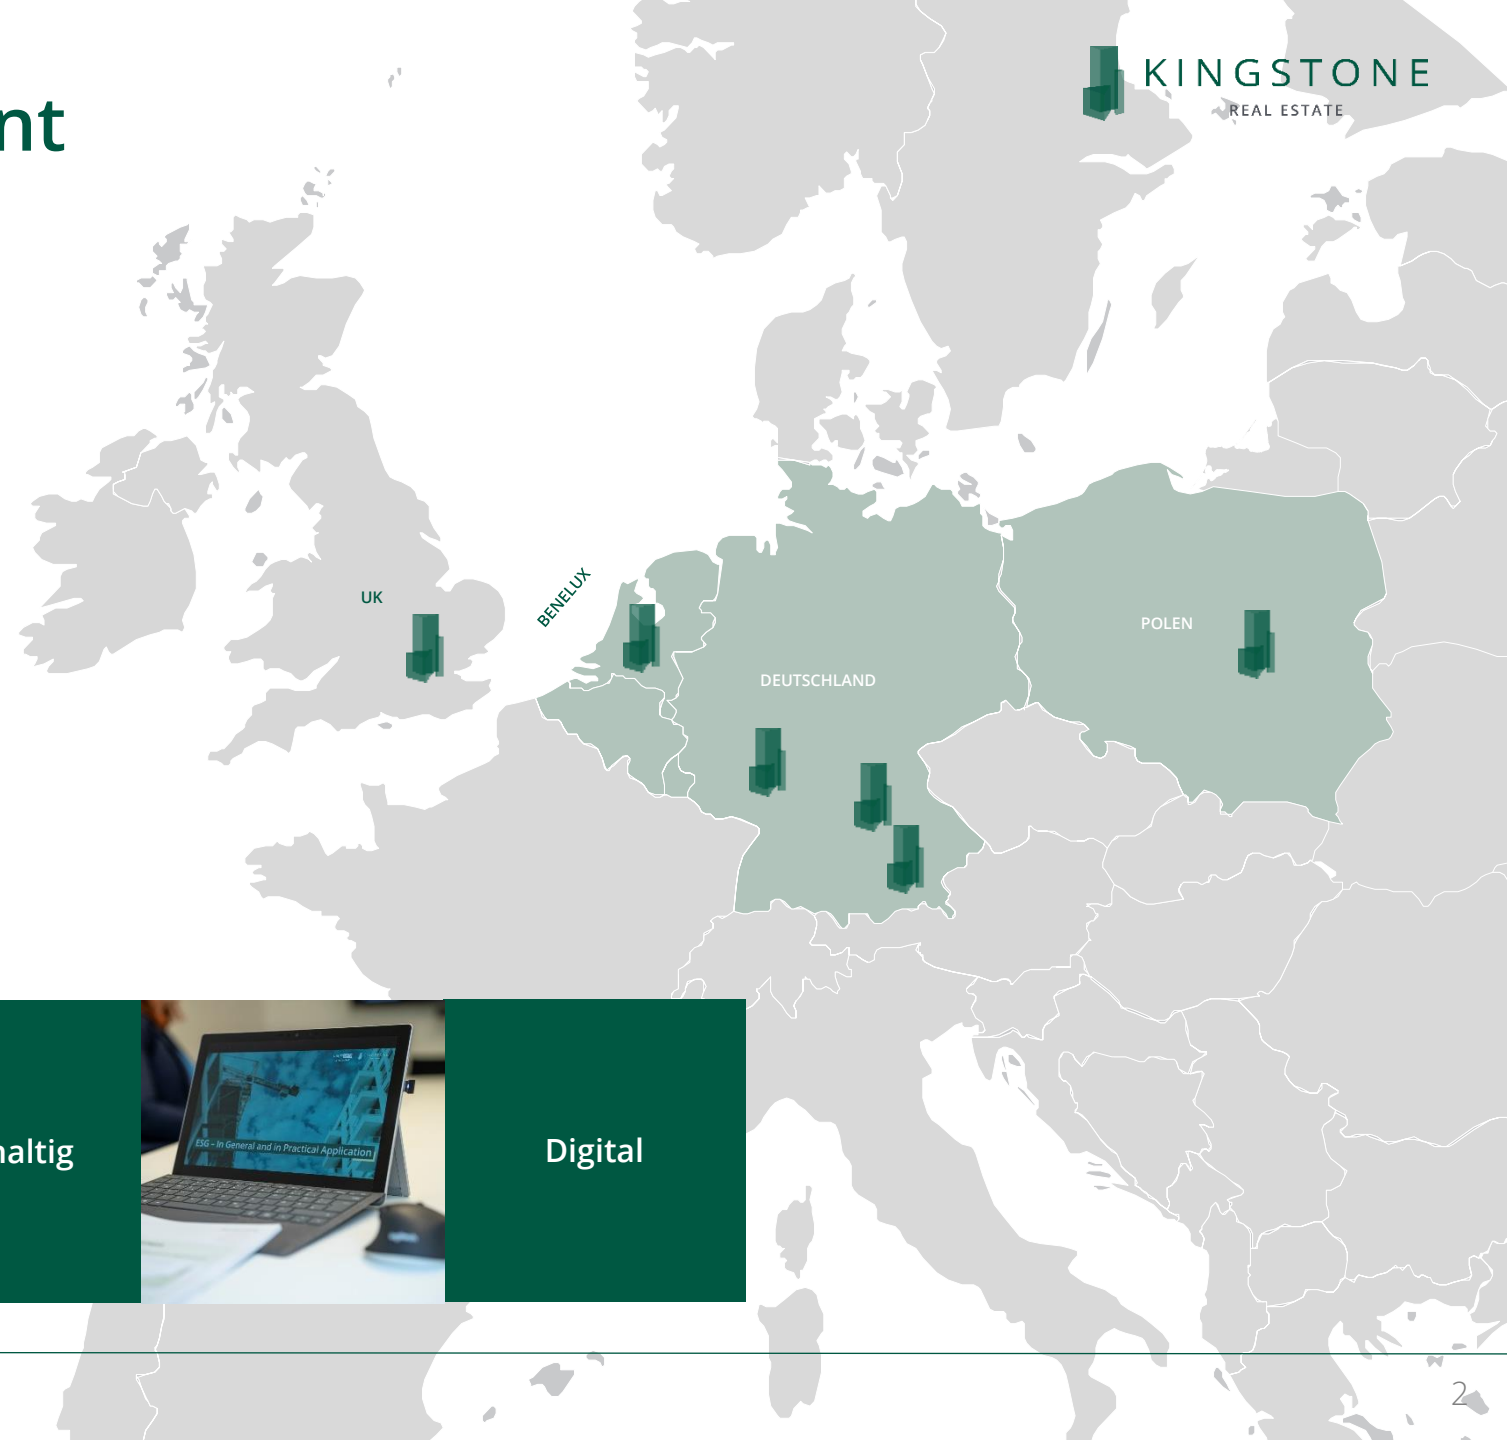 KINGSTONE
REAL ESTATE
nt
UK
BENELUX
POLEN
DEUTSCHLAND
haltig
ESG – In General and in Practical Application
Digital
2